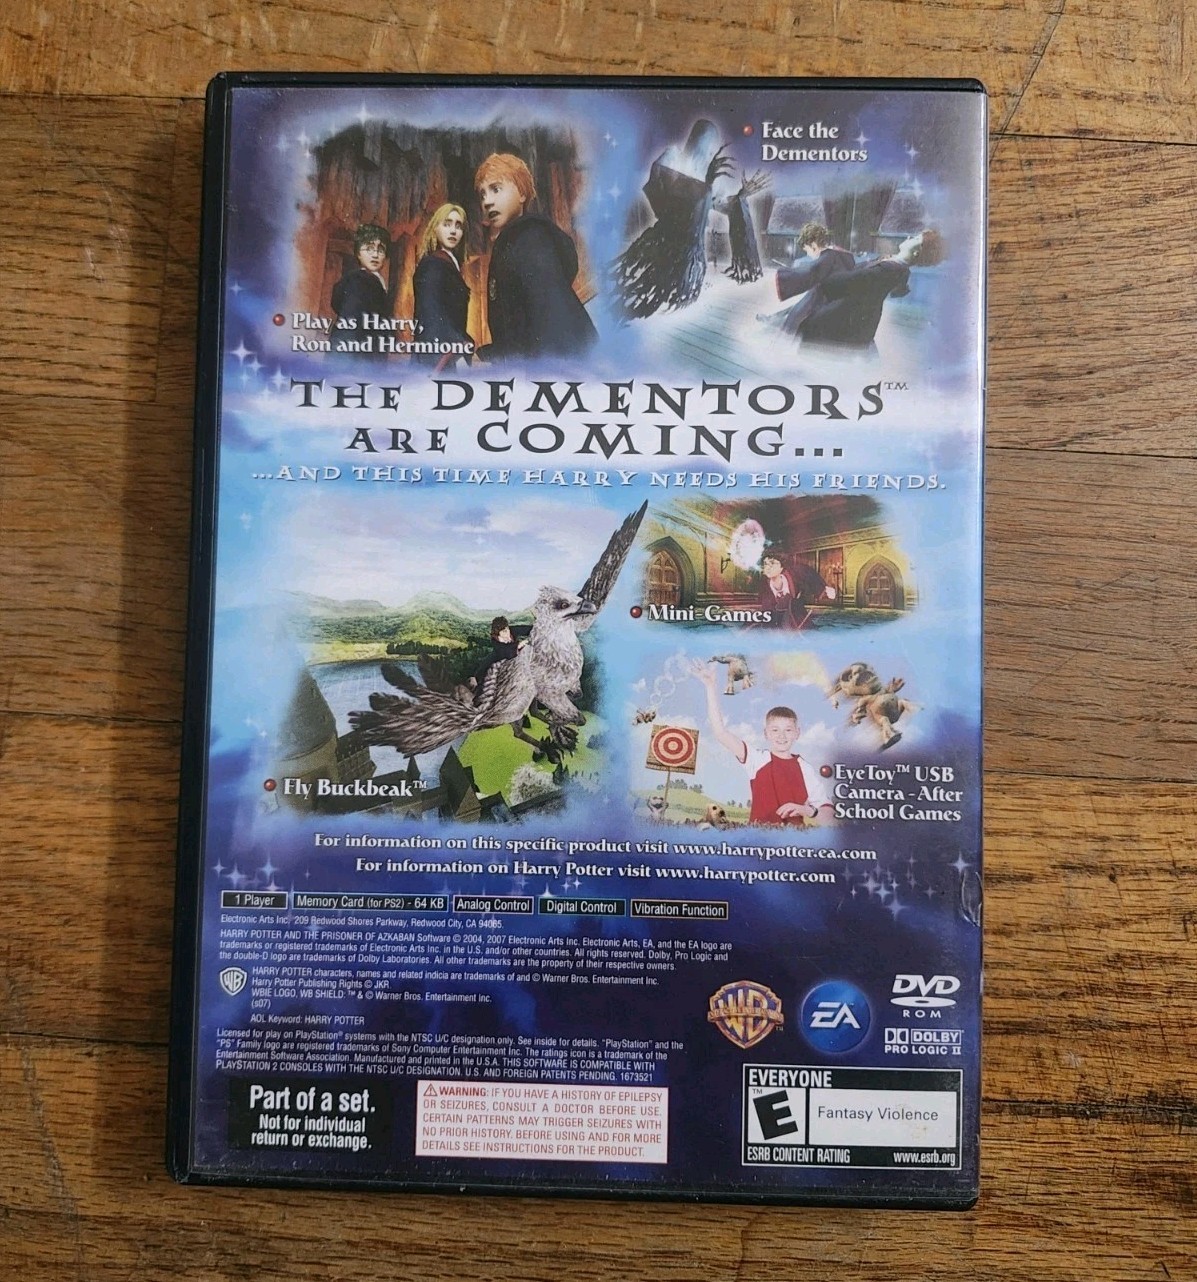 Face the
Dementors
Play as Harry,
Ron and Hermione
THE DEMENTORS™
ARE COMING...
...AND THIS TIME HARRY NEEDS HIS FRIENDS.
Mini-Games
Fly Buckbeak™
EyeToy™ USB
Camera - After
School Games
For information on this specific product visit www.harrypotter.ea.com
For information on Harry Potter visit www.harrypotter.com
1 Player Memory Card (for PS2) - 64 KB Analog Control Digital Control Vibration Function
Electronic Arts Inc. 209 Redwood Shores Parkway, Redwood City, CA 94065.
HARRY POTTER AND THE PRISONER OF AZKABAN Software © 2004, 2007 Electronic Arts Inc. Electronic Arts, EA, and the EA logo are
trademarks or registered trademarks of Electronic Arts Inc. in the U.S. and/or other countries. All rights reserved. Dolby, Pro Logic and
the double-D logo are trademarks of Dolby Laboratories. All other trademarks are the property of their respective owners.
WB
HARRY POTTER characters, names and related indicia are trademarks of and © Warner Bros. Entertainment Inc.
Harry Potter Publishing Rights © JKR
WBIE LOGO, WB SHIELD: ™ & © Warner Bros. Entertainment Inc.
(s07)
AOL Keyword: HARRY POTTER
Licensed for play on PlayStation® systems with the NTSC U/C designation only. See inside for details. "PlayStation" and the
"PS" Family logo are registered trademarks of Sony Computer Entertainment Inc. The ratings icon is a trademark of the
Entertainment Software Association. Manufactured and printed in the U.S.A. THIS SOFTWARE IS COMPATIBLE WITH
PLAYSTATION 2 CONSOLES WITH THE NTSC U/C DESIGNATION. U.S. AND FOREIGN PATENTS PENDING. 1673521
WB
EA
DVD
ROM
DOLBY
PRO LOGIC II
Part of a set.
Not for individual
return or exchange.
WARNING: IF YOU HAVE A HISTORY OF EPILEPSY
OR SEIZURES, CONSULT A DOCTOR BEFORE USE.
CERTAIN PATTERNS MAY TRIGGER SEIZURES WITH
NO PRIOR HISTORY. BEFORE USING AND FOR MORE
DETAILS SEE INSTRUCTIONS FOR THE PRODUCT.
EVERYONE
™
E
Fantasy Violence
ESRB CONTENT RATING www.esrb.org